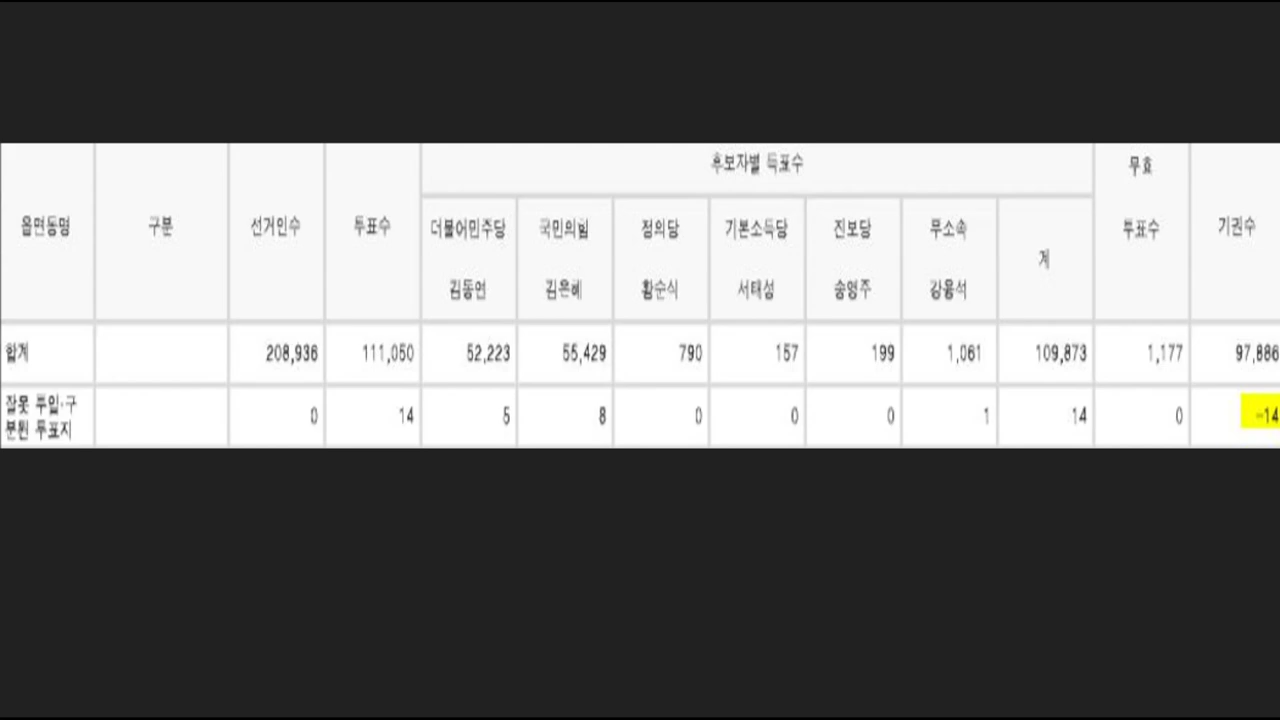 후보자별 득표수
무효
읍면동명 구분 선거인수 투표수 더불어민주당 국민의힘 정의당 기본소득당 진보당 무소속 계 투표수 기권수
김동연 김은혜 황순식 서태성 송영주 강용석
합계 208,936 111,050 52,223 55,429 790 157 199 1,061 109,873 1,177 97,886
잘못 투입·구
분된 투표지 0 14 5 8 0 0 0 1 14 0 -14